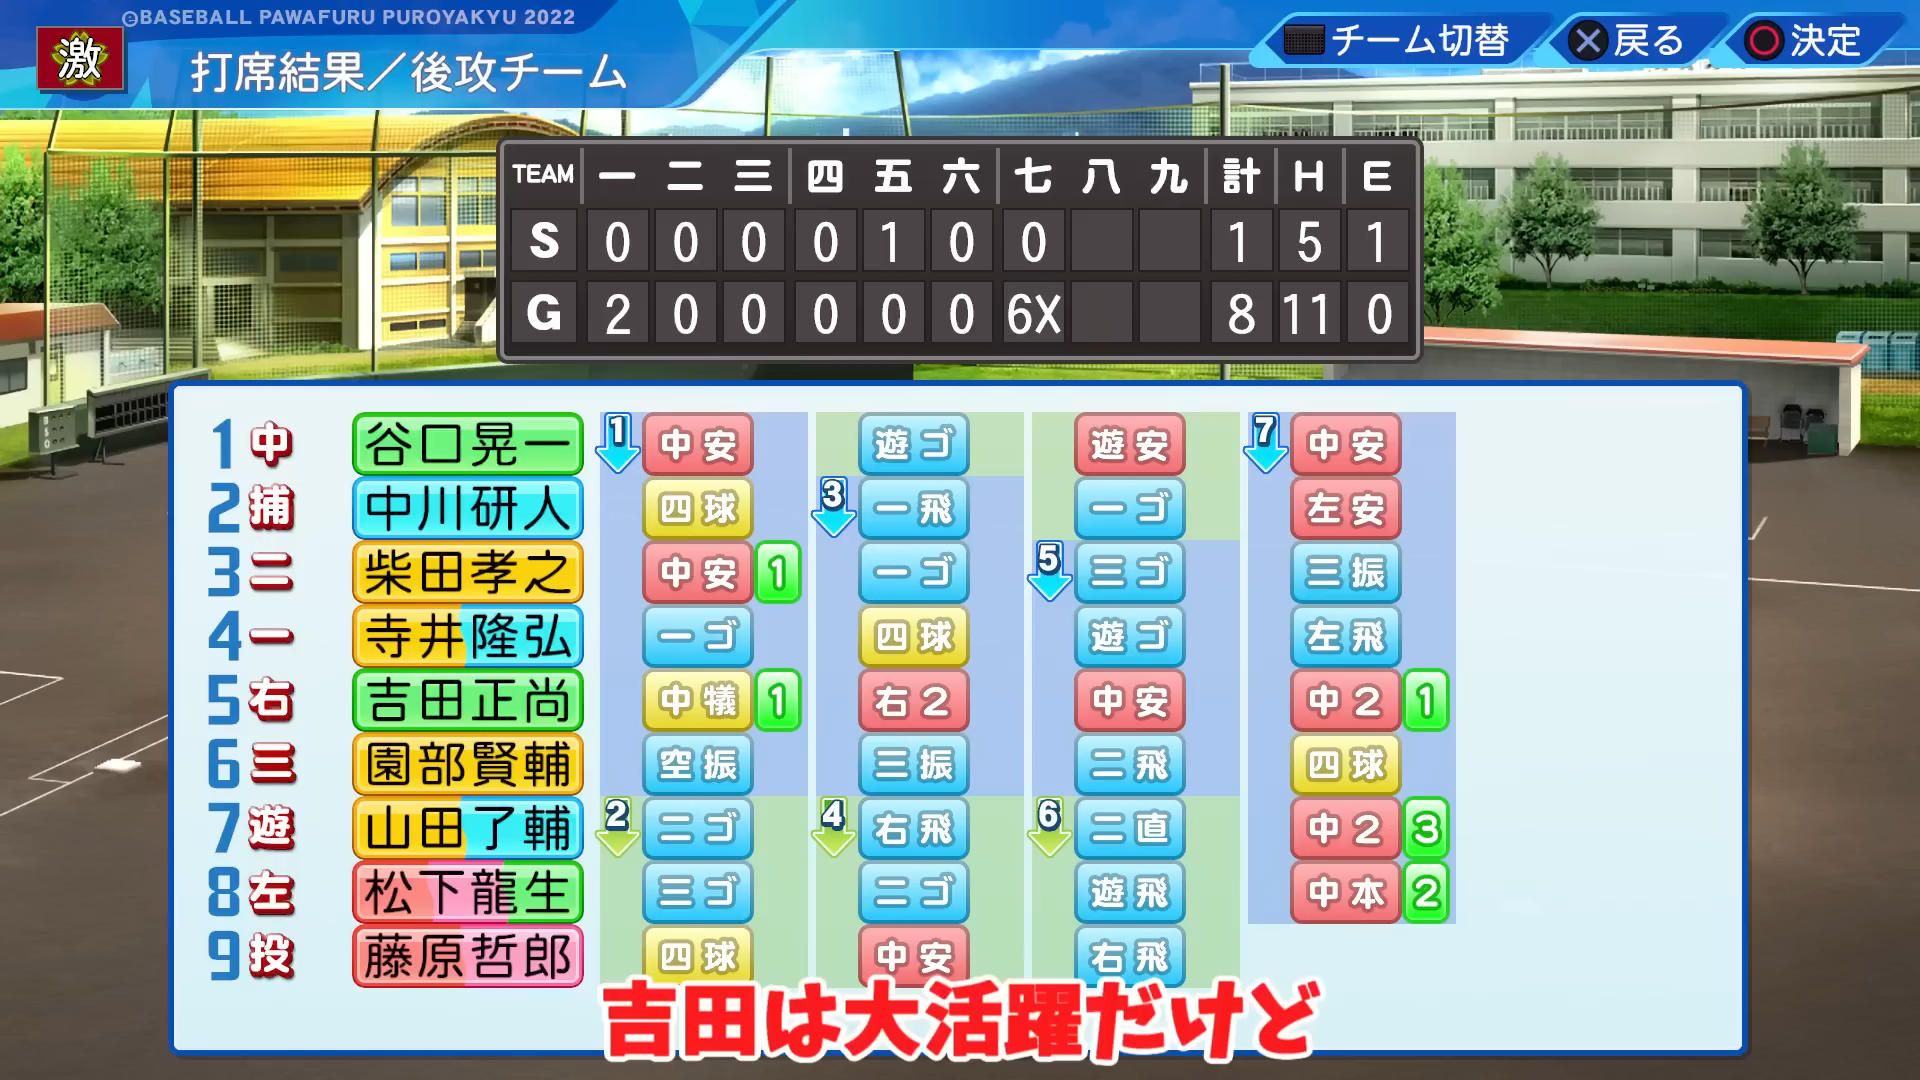 eBASEBALL PAWAFURU PUROYAKYU 2022
激
打席結果／後攻チーム
チーム切替 戻る 決定
TEAM 一 二 三 四 五 六 七 八 九 計 H E
S 0 0 0 0 1 0 0 1 5 1
G 2 0 0 0 0 0 6X 8 11 0
1 中 谷口晃一 1 中安 遊ゴ 遊安 7 中安
2 捕 中川研人 四球 3 一飛 一ゴ 左安
3 二 柴田孝之 中安 1 一ゴ 5 三ゴ 三振
4 一 寺井隆弘 一ゴ 四球 遊ゴ 左飛
5 右 吉田正尚 中犠 1 右2 中安 中2 1
6 三 園部賢輔 空振 三振 二飛 四球
7 遊 山田了輔 2 二ゴ 4 右飛 6 二直 中2 3
8 左 松下龍生 三ゴ 二ゴ 遊飛 中本 2
9 投 藤原哲郎 四球 中安 右飛
吉田は大活躍だけど